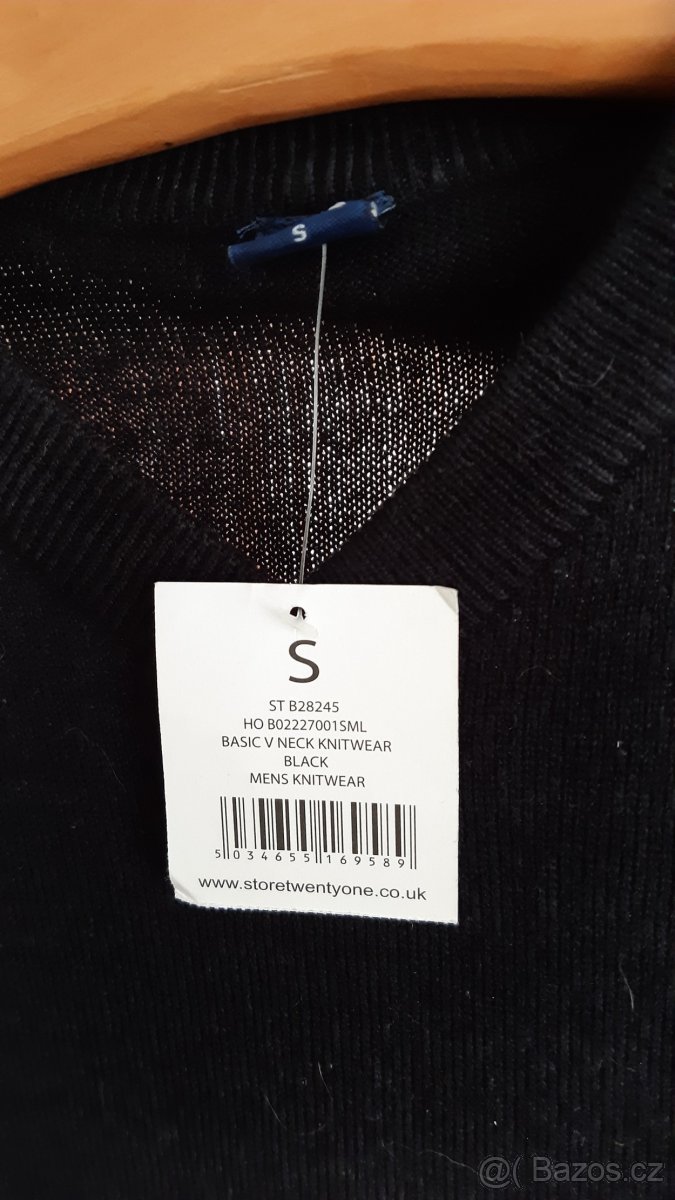 S
S
ST B28245
HO B02227001SML
BASIC V NECK KNITWEAR
BLACK
MENS KNITWEAR
5 034655 169589
www.storetwentyone.co.uk
@( Bazos.cz